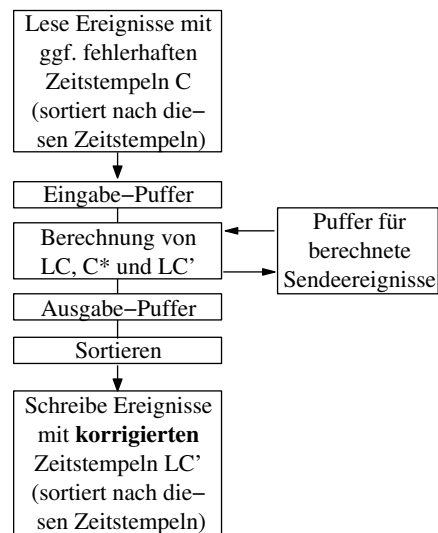 Lese Ereignisse mit
ggf. fehlerhaften
Zeitstempeln C
(sortiert nach die−
sen Zeitstempeln)
Eingabe−Puffer
Berechnung von
LC, C* und LC’
Puffer für
berechnete
Sendeereignisse
Ausgabe−Puffer
Sortieren
Schreibe Ereignisse
mit korrigierten
Zeitstempeln LC’
(sortiert nach die−
sen Zeitstempeln)